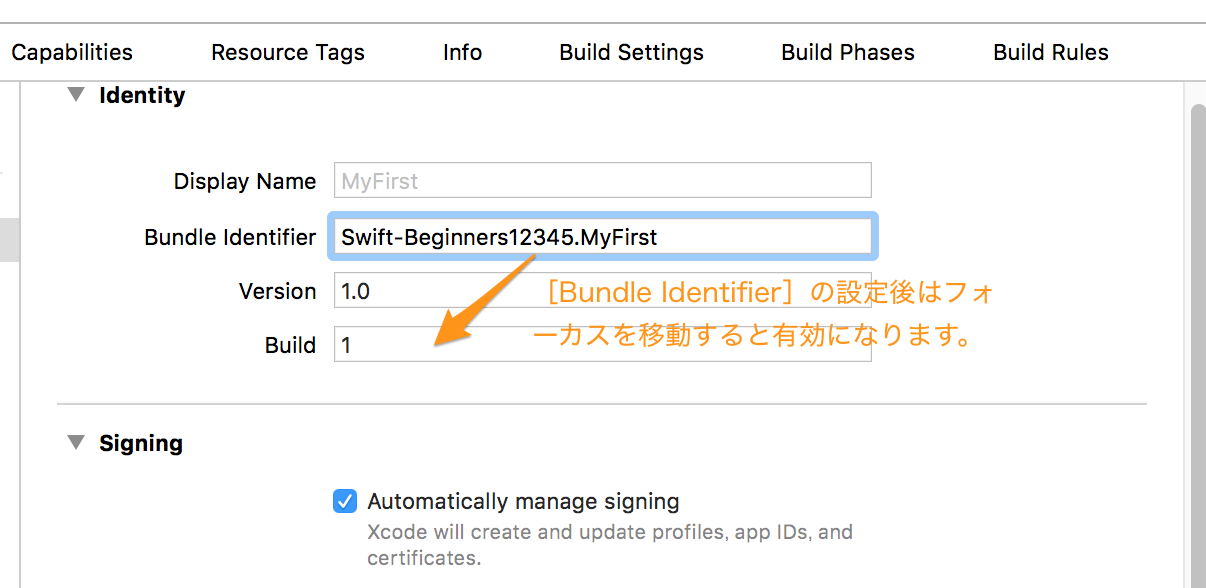 Capabilities Resource Tags Info Build Settings Build Phases Build Rules
Identity
Display Name MyFirst
Bundle Identifier Swift-Beginners12345.MyFirst
Version 1.0
［Bundle Identifier］の設定後はフォ
ーカスを移動すると有効になります。
Build 1
Signing
Automatically manage signing
Xcode will create and update profiles, app IDs, and
certificates.